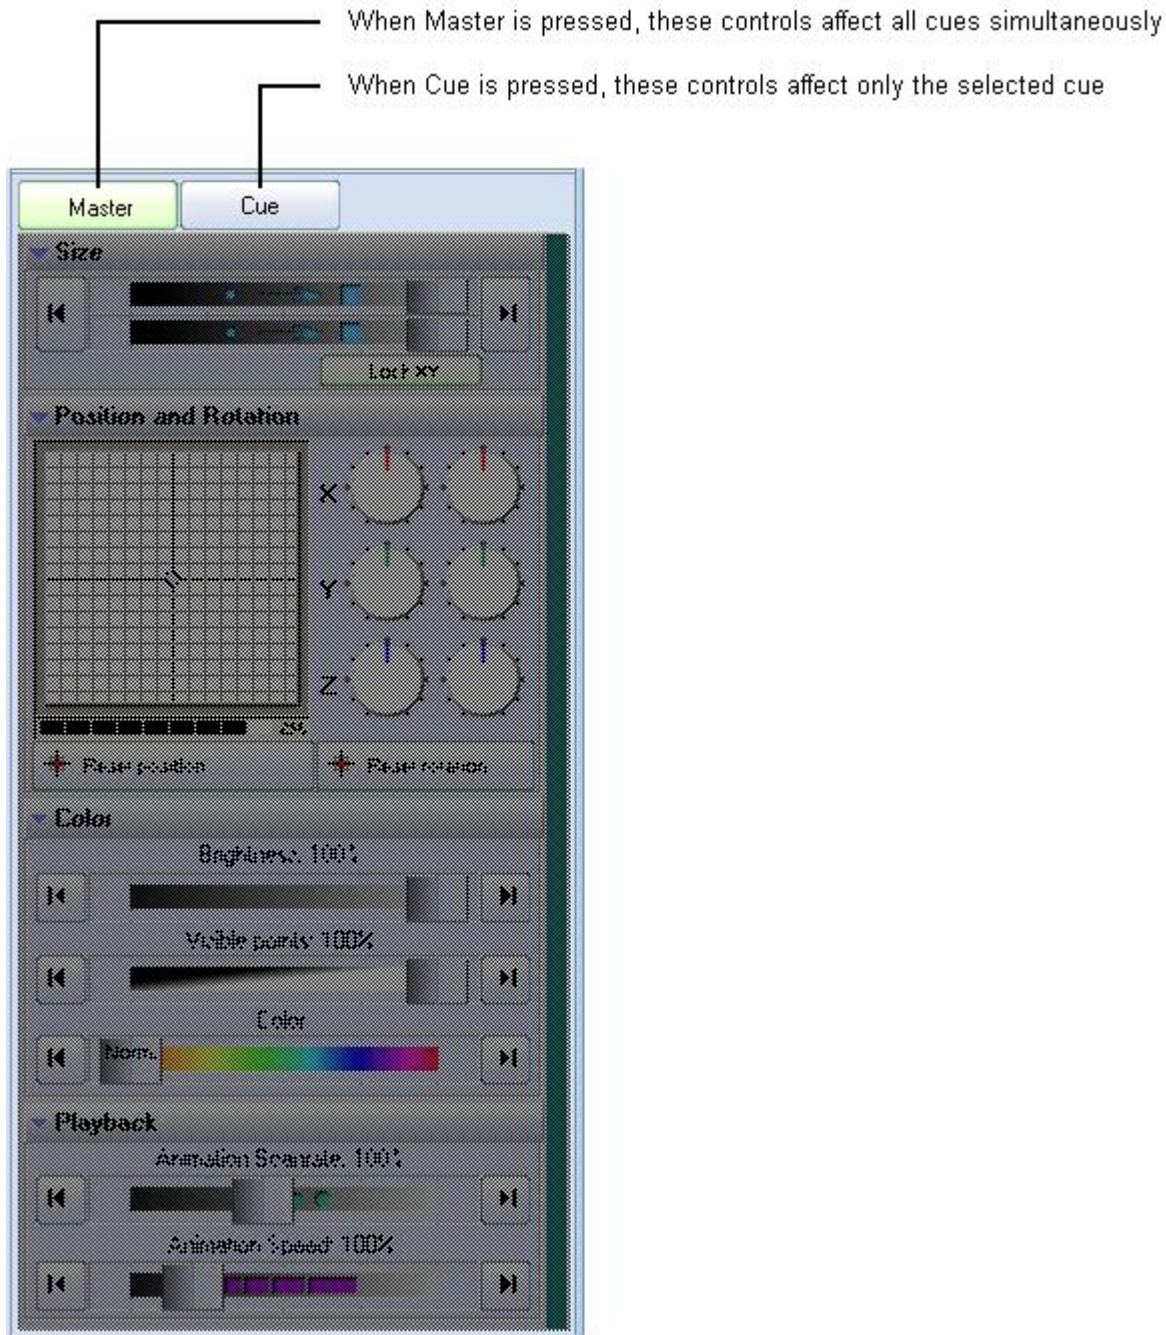 When Master is pressed, these controls affect all cues simultaneously
When Cue is pressed, these controls affect only the selected cue
Master
Cue
Size
Lock XY
Position and Rotation
X
Y
Z
Reset position
Reset rotation
Color
Brightness: 100%
Visible points: 100%
Color
Norm.
Playback
Animation Scanrate: 100%
Animation Speed: 100%